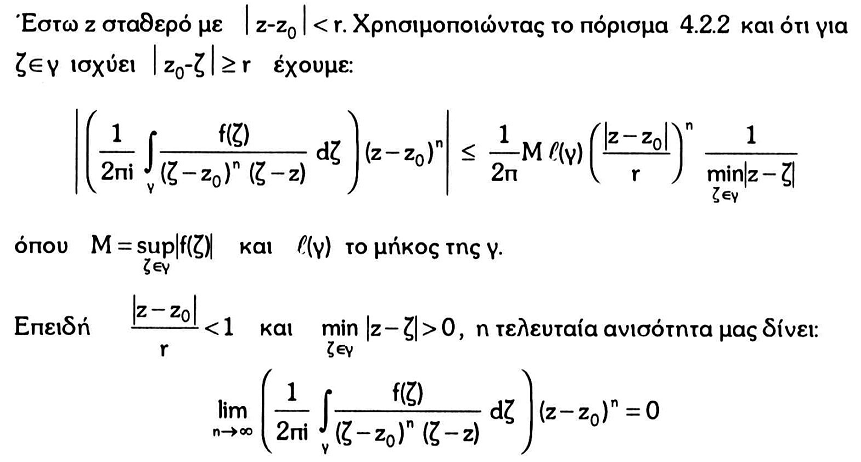 Έστω z σταθερό με |z-z₀| < r. Χρησιμοποιώντας το πόρισμα 4.2.2 και ότι για
ζ∈γ ισχύει |z₀-ζ| ≥ r έχουμε:
|( 1/2πi ∫_γ f(ζ)/((ζ−z₀)ⁿ (ζ−z)) dζ )(z−z₀)ⁿ| ≤ 1/2π M ℓ(γ) ( |z−z₀|/r )ⁿ 1/min_{ζ∈γ}|z−ζ|
όπου M = sup_{ζ∈γ}|f(ζ)| και ℓ(γ) το μήκος της γ.
Επειδή |z−z₀|/r < 1 και min_{ζ∈γ} |z−ζ| > 0, η τελευταία ανισότητα μας δίνει:
lim_{n→∞} ( 1/2πi ∫_γ f(ζ)/((ζ−z₀)ⁿ (ζ−z)) dζ )(z−z₀)ⁿ = 0